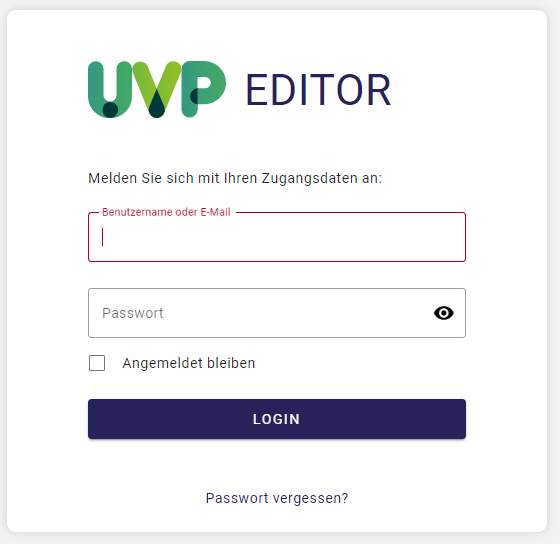 UVP EDITOR
Melden Sie sich mit Ihren Zugangsdaten an:
Benutzername oder E-Mail
Passwort
Angemeldet bleiben
LOGIN
Passwort vergessen?